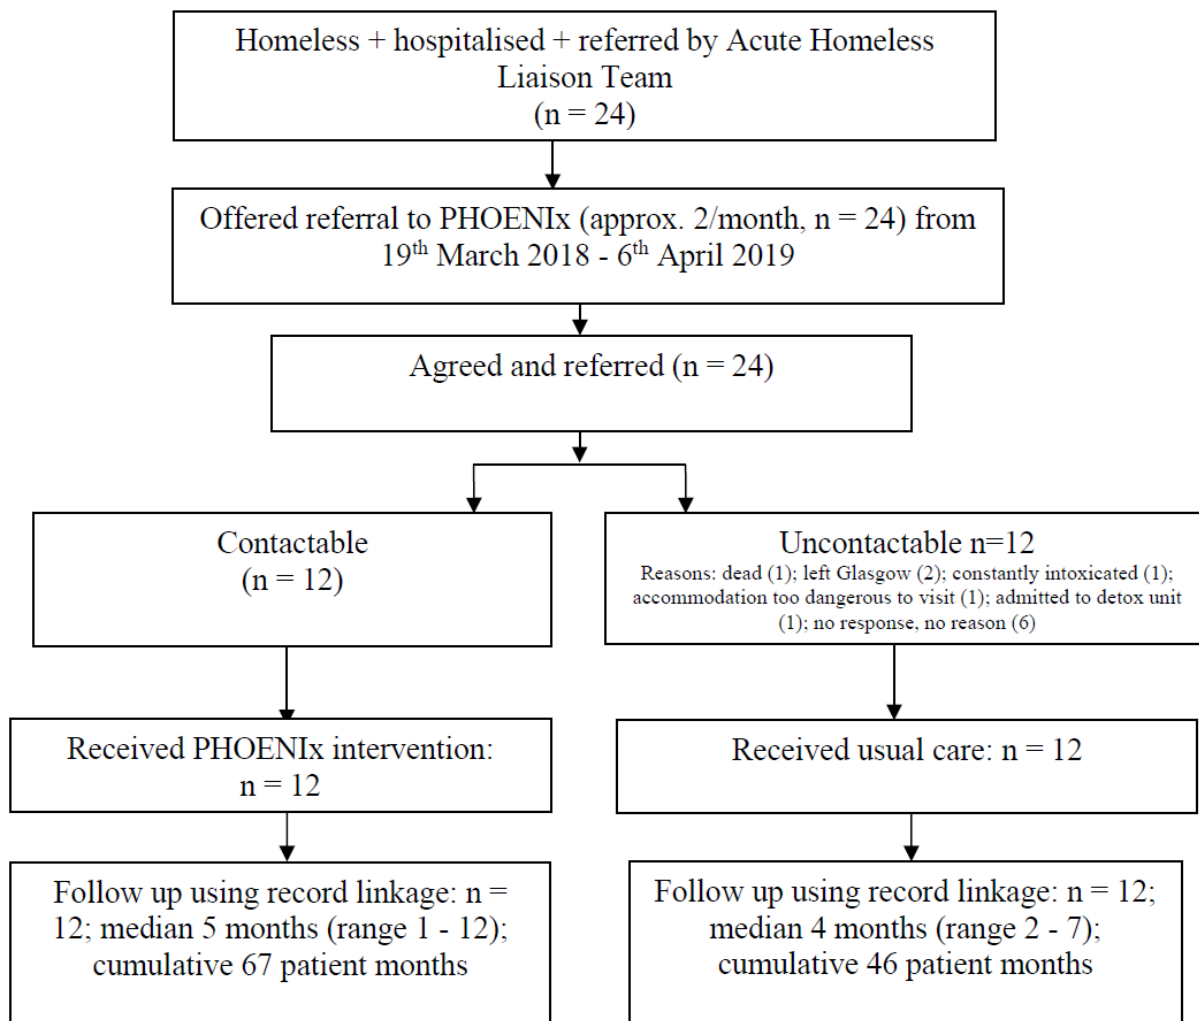 Homeless + hospitalised + referred by Acute Homeless
Liaison Team
(n = 24)
Offered referral to PHOENIx (approx. 2/month, n = 24) from
19th March 2018 - 6th April 2019
Agreed and referred (n = 24)
Contactable
(n = 12)
Uncontactable n=12
Reasons: dead (1); left Glasgow (2); constantly intoxicated (1);
accommodation too dangerous to visit (1); admitted to detox unit
(1); no response, no reason (6)
Received PHOENIx intervention:
n = 12
Received usual care: n = 12
Follow up using record linkage: n =
12; median 5 months (range 1 - 12);
cumulative 67 patient months
Follow up using record linkage: n = 12;
median 4 months (range 2 - 7);
cumulative 46 patient months